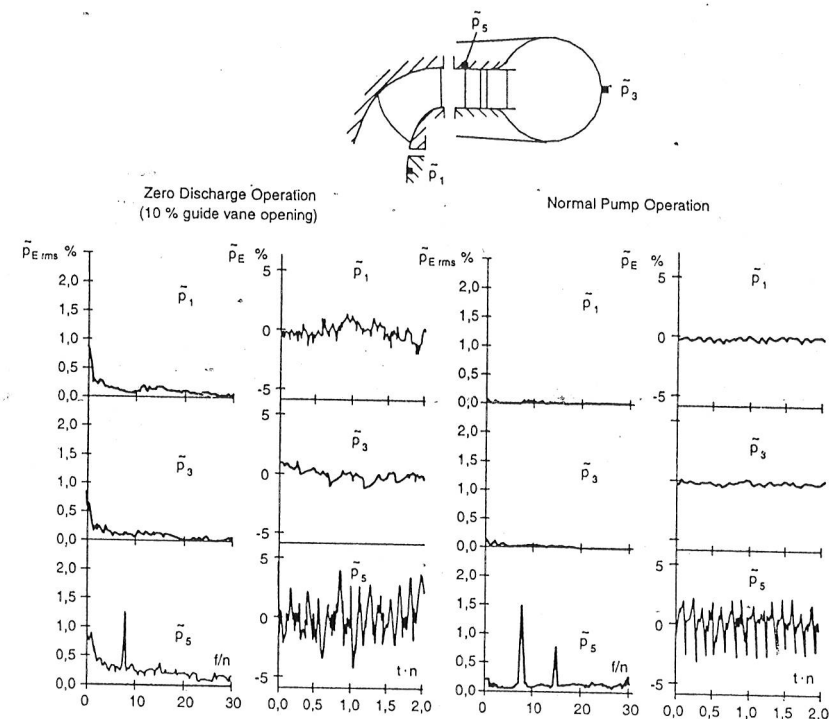 p̃5
p̃3
p̃1
Zero Discharge Operation
(10 % guide vane opening)
Normal Pump Operation
p̃E rms %
2,0
1,5
1,0
0,5
0,0
p̃1
p̃E %
5
0
-5
p̃1
p̃E rms %
2,0
1,5
1,0
0,5
0,0
p̃1
p̃E %
5
0
-5
p̃1
2,0
1,5
1,0
0,5
0,0
p̃3
5
0
-5
p̃3
2,0
1,5
1,0
0,5
0,0
p̃3
p̃3
2,0
1,5
1,0
0,5
0,0
p̃5
f/n
0 10 20 30
5
0
-5
p̃5
t·n
0,0 0,5 1,0 1,5 2,0
2,0
1,5
1,0
0,5
0,0
p̃5
f/n
0 10 20 30
5
0
-5
p̃5
t·n
0,0 0,5 1,0 1,5 2,0